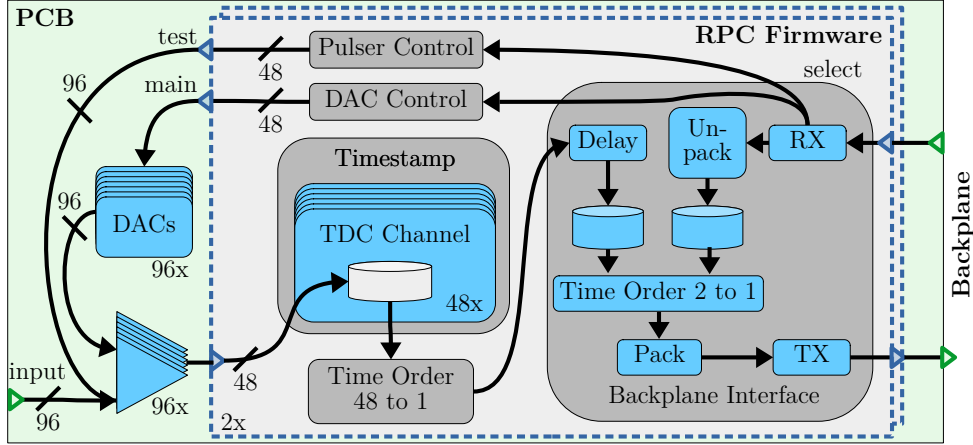 PCB
test
Pulser Control
RPC Firmware
96
48
select
main
DAC Control
48
Timestamp
Delay
Un-
pack
RX
96
DACs
96x
TDC Channel
48x
Time Order 2 to 1
Backplane
input
96
96x
48
Time Order
48 to 1
Pack
TX
Backplane Interface
2x